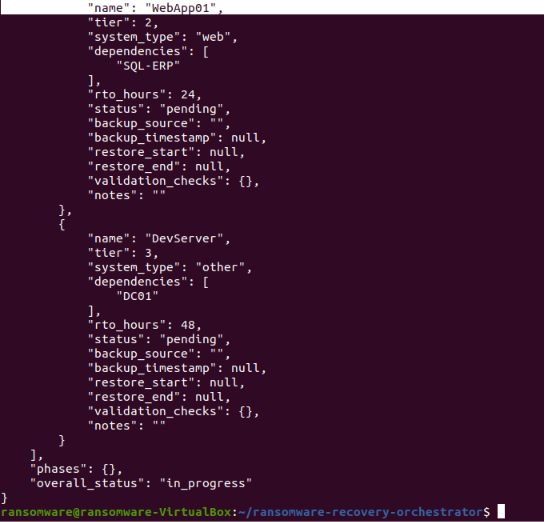 "name": "WebApp01",
"tier": 2,
"system_type": "web",
"dependencies": [
"SQL-ERP"
],
"rto_hours": 24,
"status": "pending",
"backup_source": "",
"backup_timestamp": null,
"restore_start": null,
"restore_end": null,
"validation_checks": {},
"notes": ""
},
{
"name": "DevServer",
"tier": 3,
"system_type": "other",
"dependencies": [
"DC01"
],
"rto_hours": 48,
"status": "pending",
"backup_source": "",
"backup_timestamp": null,
"restore_start": null,
"restore_end": null,
"validation_checks": {},
"notes": ""
}
],
"phases": {},
"overall_status": "in_progress"
}
ransomware@ransomware-VirtualBox:~/ransomware-recovery-orchestrator$